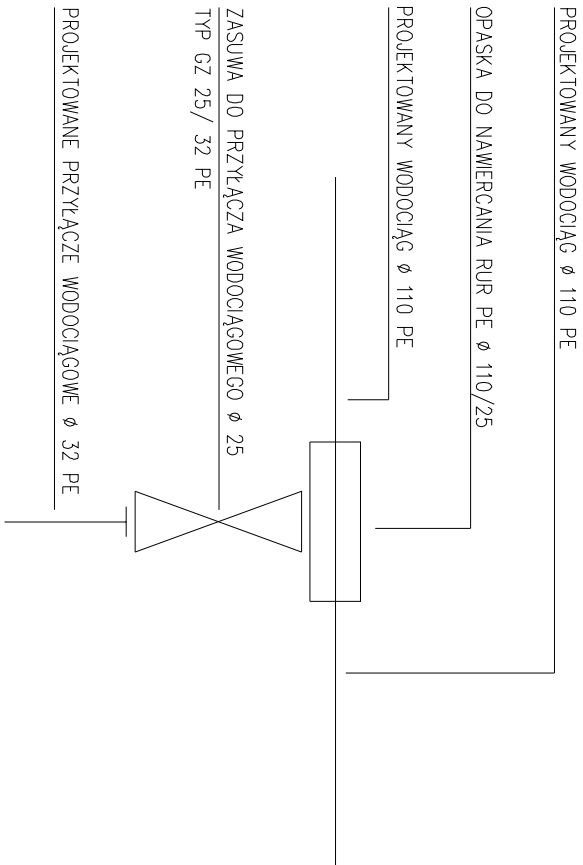 PROJEKTOWANY WODOCIĄG ø 110 PE
OPASKA DO NAWIERCANIA RUR PE ø 110/25
PROJEKTOWANY WODOCIĄG ø 110 PE
ZASUWA DO PRZYŁĄCZA WODOCIĄGOWEGO ø 25
TYP GZ 25/ 32 PE
PROJEKTOWANE PRZYŁĄCZE WODOCIĄGOWE ø 32 PE